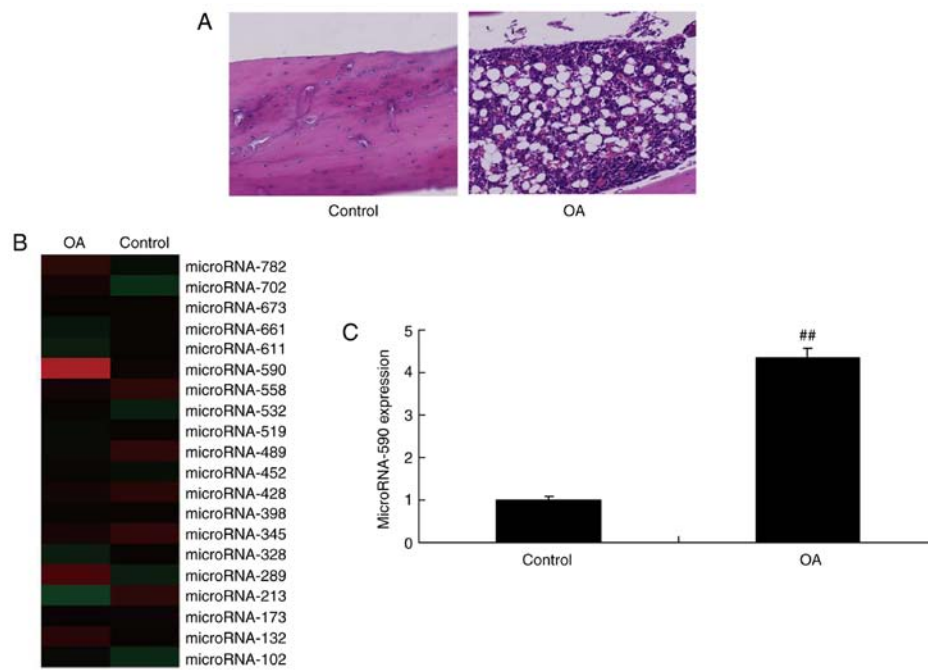 A
Control
OA
B
OA Control
microRNA-782
microRNA-702
microRNA-673
microRNA-661
microRNA-611
microRNA-590
microRNA-558
microRNA-532
microRNA-519
microRNA-489
microRNA-452
microRNA-428
microRNA-398
microRNA-345
microRNA-328
microRNA-289
microRNA-213
microRNA-173
microRNA-132
microRNA-102
C
MicroRNA-590 expression
5
4
3
2
1
0
##
Control
OA